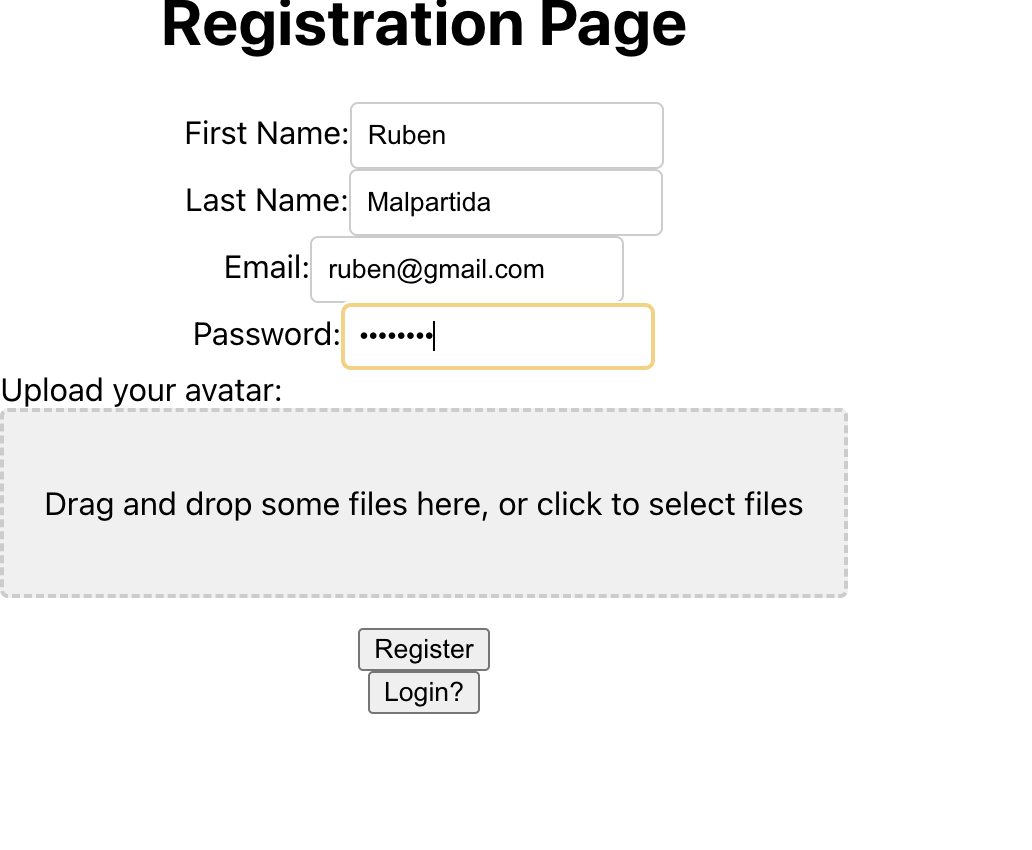 Registration Page
First Name: Ruben
Last Name: Malpartida
Email: ruben@gmail.com
Password: ••••••••
Upload your avatar:
Drag and drop some files here, or click to select files
Register
Login?